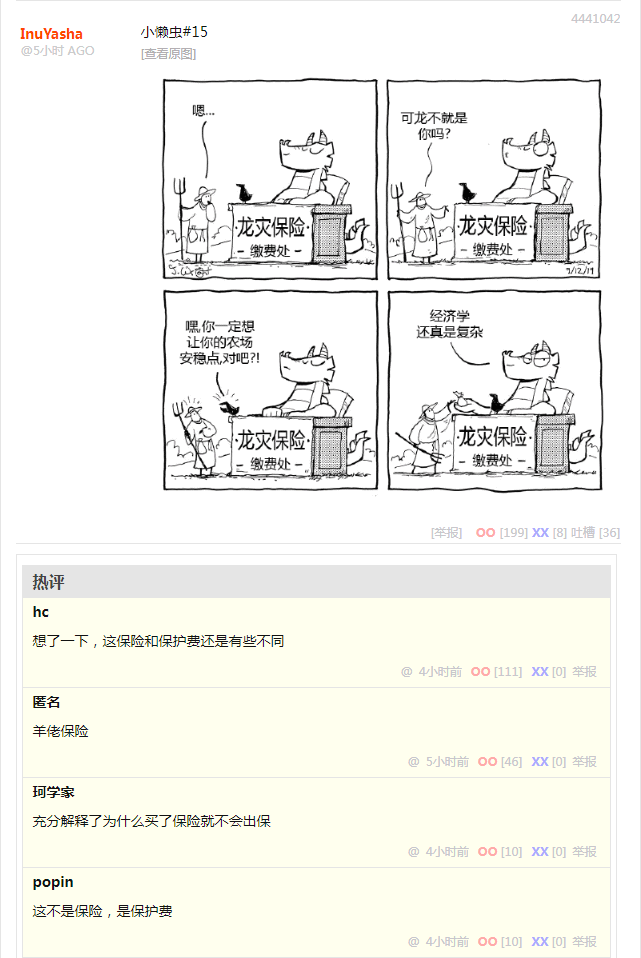 4441042
InuYasha
@5小时 AGO
小懒虫#15
[查看原图]
嗯...
·龙灾保险·
- 缴费处 -
可龙不就是
你吗?
·龙灾保险·
- 缴费处 -
7/12/19
嘿,你一定想
让你的农场
安稳点,对吧?!
·龙灾保险·
- 缴费处 -
经济学
还真是复杂
·龙灾保险·
- 缴费处 -
[举报] OO [199] XX [8] 吐槽 [36]
热评
hc
想了一下，这保险和保护费还是有些不同
@ 4小时前 OO [111] XX [0] 举报
匿名
羊佬保险
@ 5小时前 OO [46] XX [0] 举报
珂学家
充分解释了为什么买了保险就不会出保
@ 4小时前 OO [10] XX [0] 举报
popin
这不是保险，是保护费
@ 4小时前 OO [10] XX [0] 举报